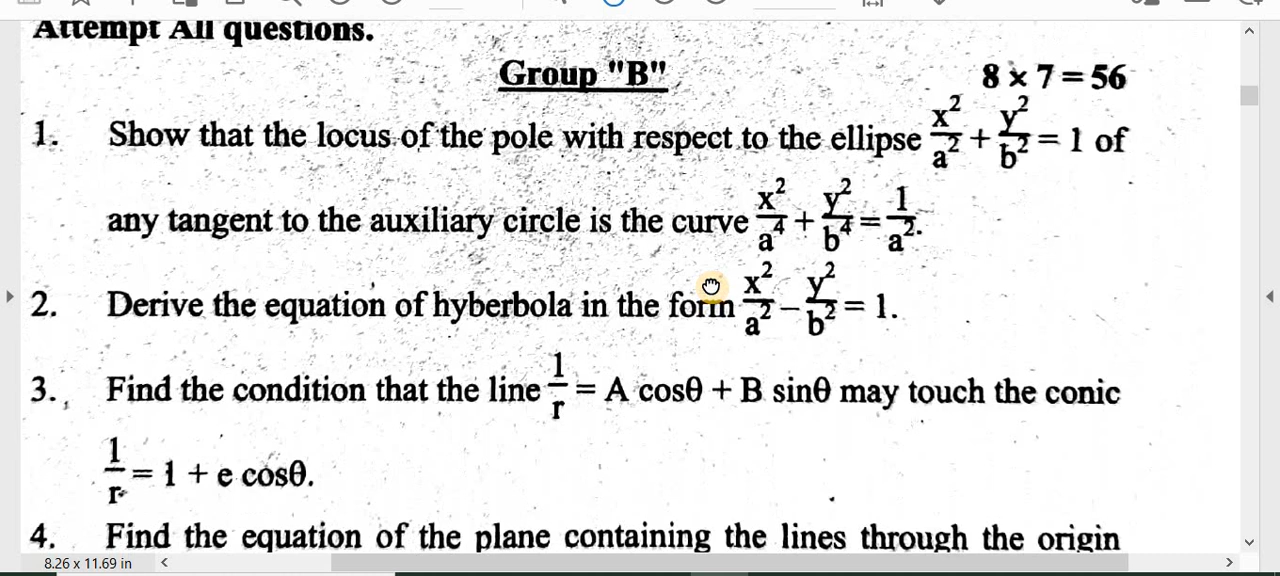 Attempt All questions.
Group "B"
8 × 7 = 56
1. Show that the locus of the pole with respect to the ellipse x²/a² + y²/b² = 1 of
any tangent to the auxiliary circle is the curve x²/a⁴ + y²/b⁴ = 1/a².
2. Derive the equation of hyberbola in the form x²/a² − y²/b² = 1.
3. Find the condition that the line 1/r = A cosθ + B sinθ may touch the conic
1/r = 1 + e cosθ.
4. Find the equation of the plane containing the lines through the origin
8.26 x 11.69 in